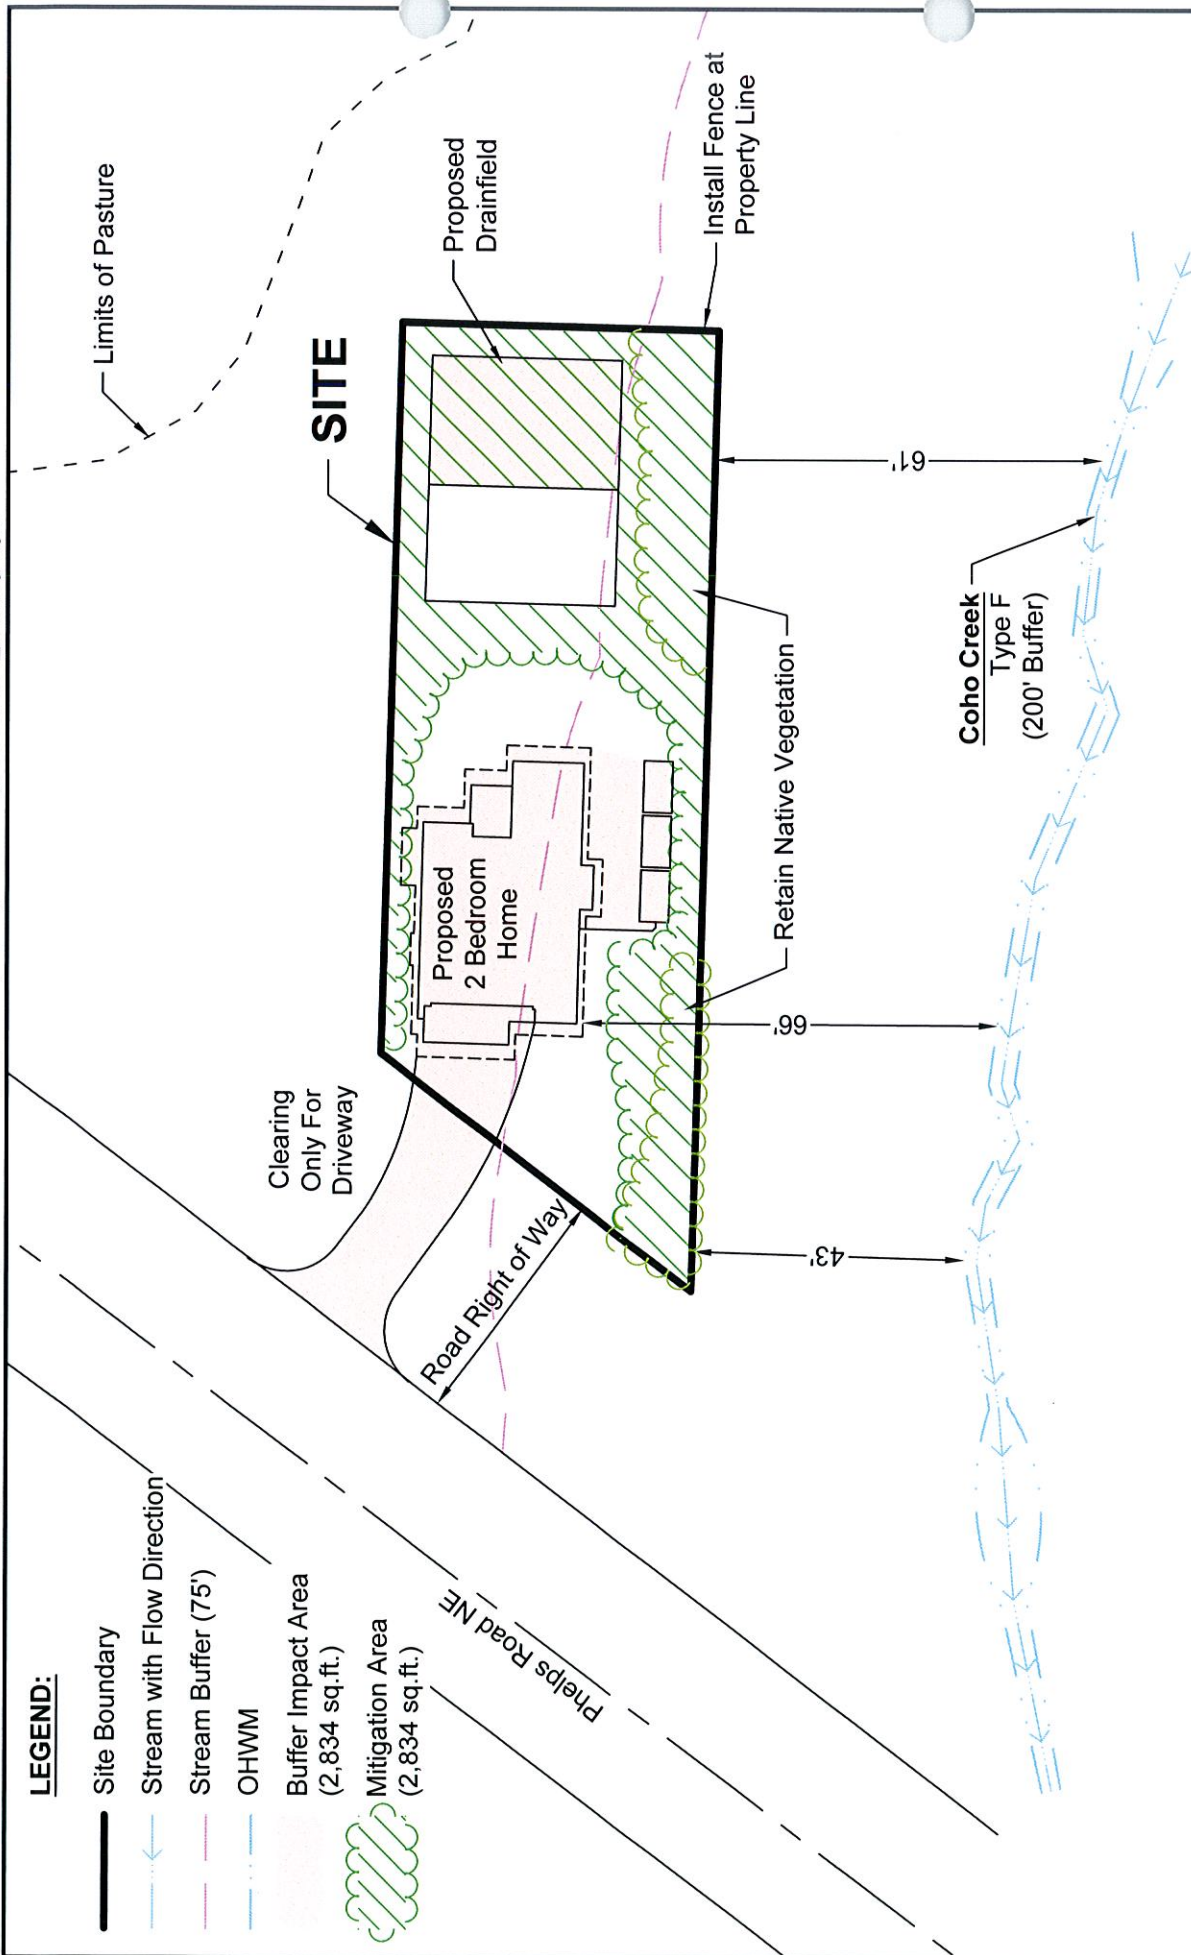 LEGEND:
Site Boundary
Stream with Flow Direction
Stream Buffer (75')
OHWM
Buffer Impact Area
(2,834 sq.ft.)
Mitigation Area
(2,834 sq.ft.)
Phelps Road NE
Road Right of Way
Clearing
Only For
Driveway
Proposed
2 Bedroom
Home
Limits of Pasture
SITE
Proposed
Drainfield
Install Fence at
Property Line
Retain Native Vegetation
43'
66'
61'
Coho Creek
Type F
(200' Buffer)